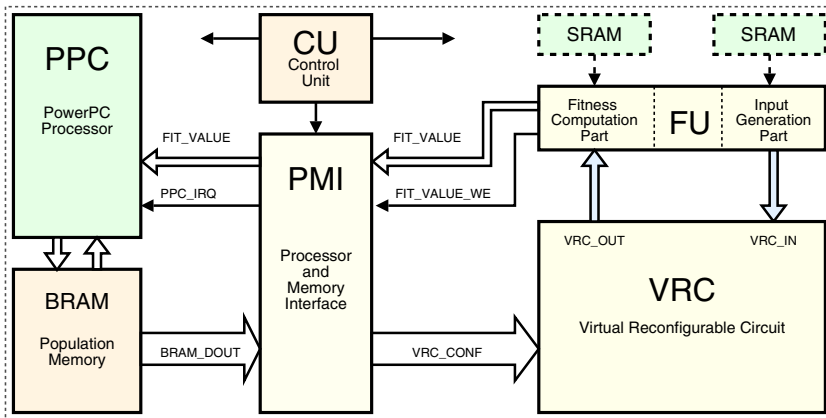 PPC
PowerPC
Processor
CU
Control
Unit
SRAM
SRAM
Fitness
Computation
Part
FU
Input
Generation
Part
FIT_VALUE
FIT_VALUE
PMI
PPC_IRQ
FIT_VALUE_WE
Processor
and
Memory
Interface
VRC_OUT
VRC_IN
VRC
Virtual Reconfigurable Circuit
BRAM
Population
Memory
BRAM_DOUT
VRC_CONF